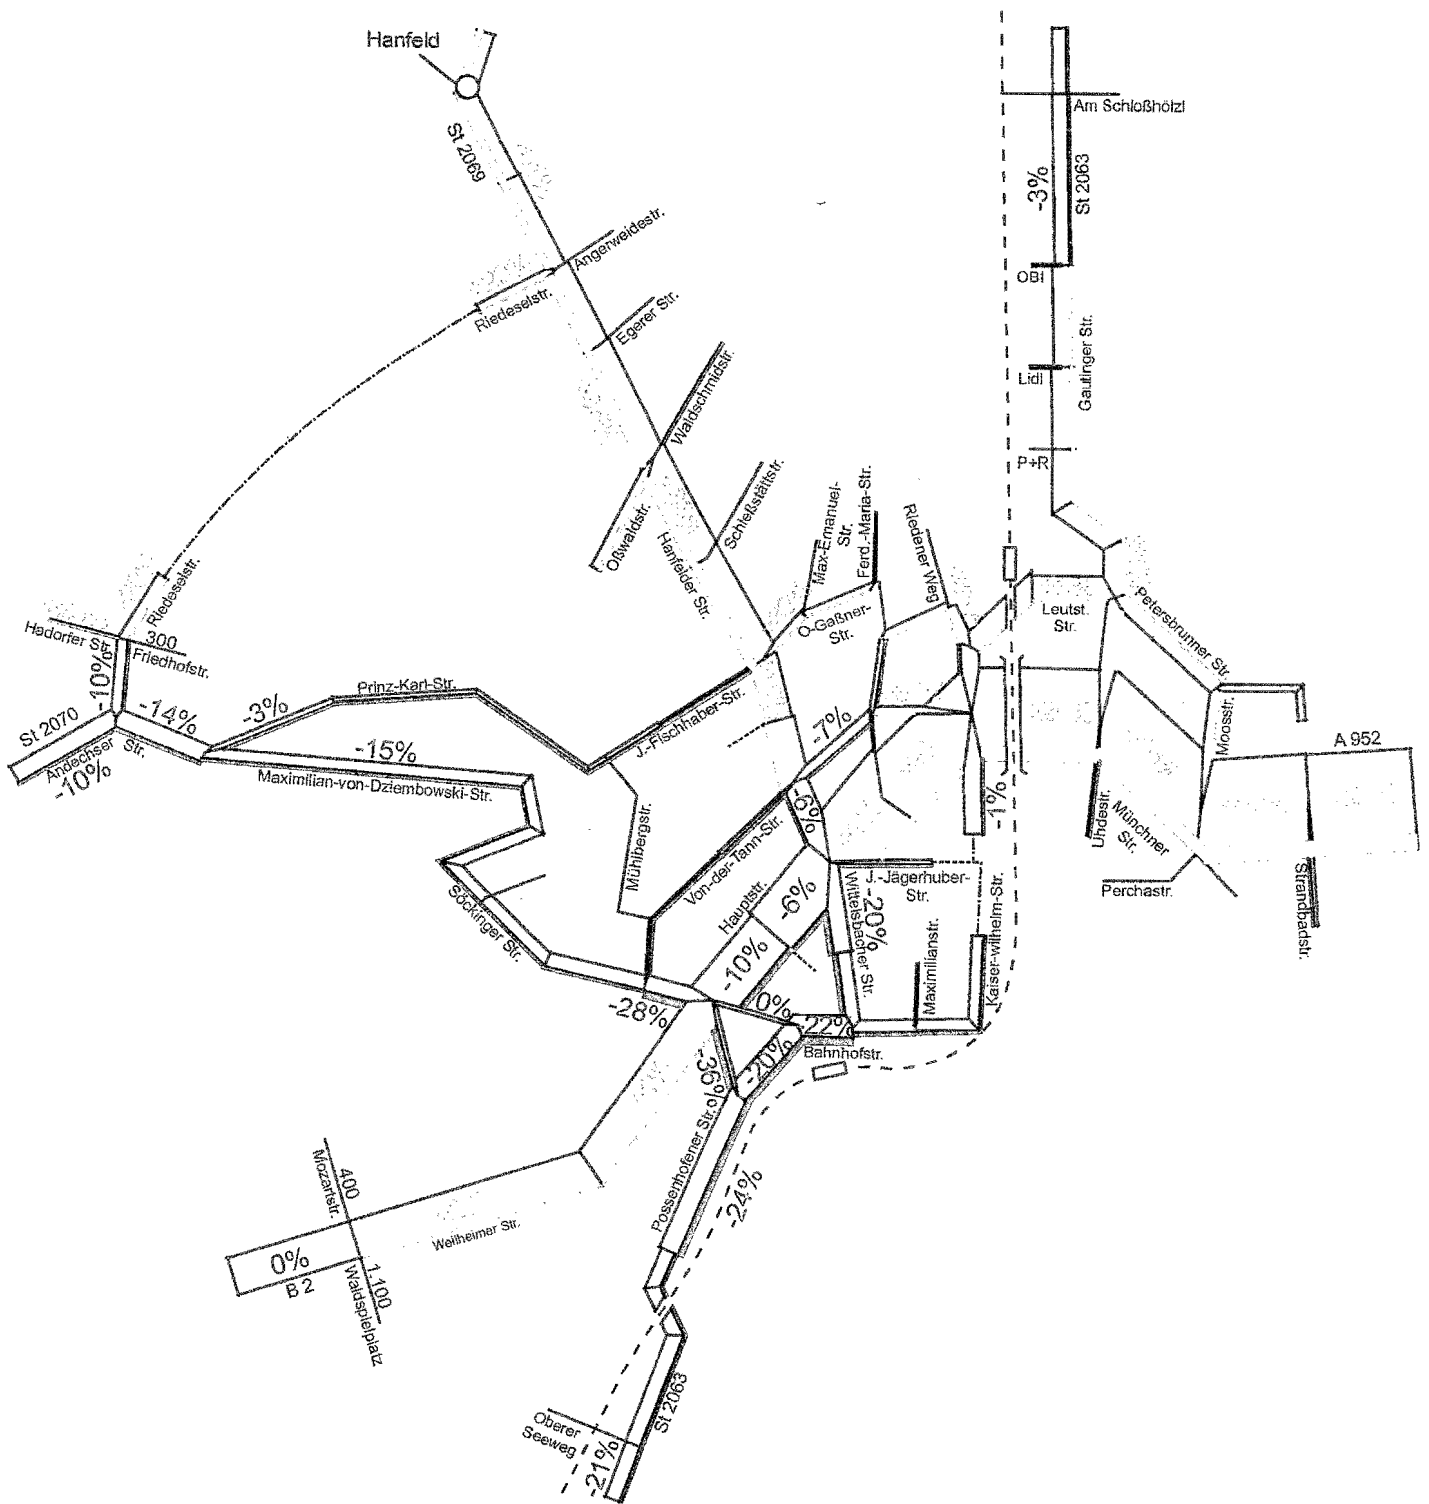 Hanfeld
Am Schloßhölzl
St 2069
-3%
St 2063
Angerweidestr.
Riedeselstr.
OBI
Egerer Str.
Gautinger Str.
Lidl
Waldschmidstr.
P+R
Schießstättstr.
Oßwaldstr.
Max-Emanuel-
Str.
Ferd.-Maria-Str.
Riedener Weg
Hanfelder Str.
Riedeselstr.
O-Gaßner-
Str.
Leutst.
Str.
Petersbrunner Str.
Hadorfer Str.
300
Friedhofstr.
-10%
Prinz-Karl-Str.
-3%
-14%
St 2070
Andechser
Str.
-10%
-15%
Maximilian-von-Dziembowski-Str.
J.-Fischhaber-Str.
-7%
Moosstr.
A 952
-6%
-1%
Uhdestr.
Münchner
Str.
Mühlbergstr.
Von-der-Tann-Str.
Perchastr.
Strandbadstr.
J.-Jägerhuber-
Str.
Söckinger Str.
Hauptstr.
-6%
Wittelsbacher Str.
-20%
Kaiser-wilhelm-Str.
Maximilianstr.
-10%
-28%
0%
-22%
Bahnhofstr.
-36%
-20%
Possenhofener Str.
-24%
Mozartstr.
400
Weilheimer Str.
0%
B 2
1.100
Waldspielplatz
St 2063
Oberer
Seeweg
-21%